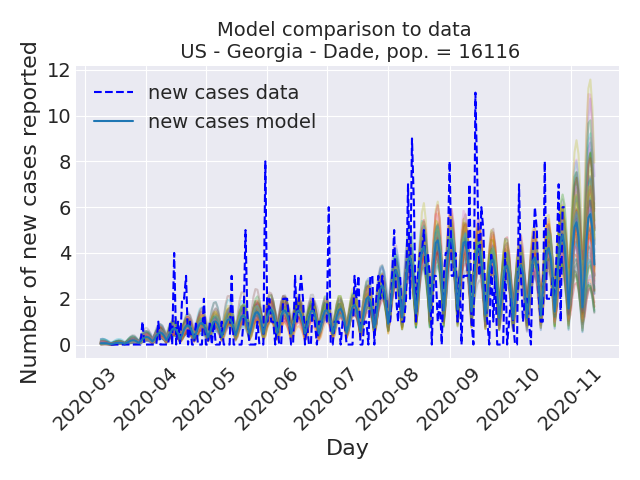 Model comparison to data
US - Georgia - Dade, pop. = 16116
Number of new cases reported
12
10
8
6
4
2
0
new cases data
new cases model
2020-03
2020-04
2020-05
2020-06
2020-07
2020-08
2020-09
2020-10
2020-11
Day